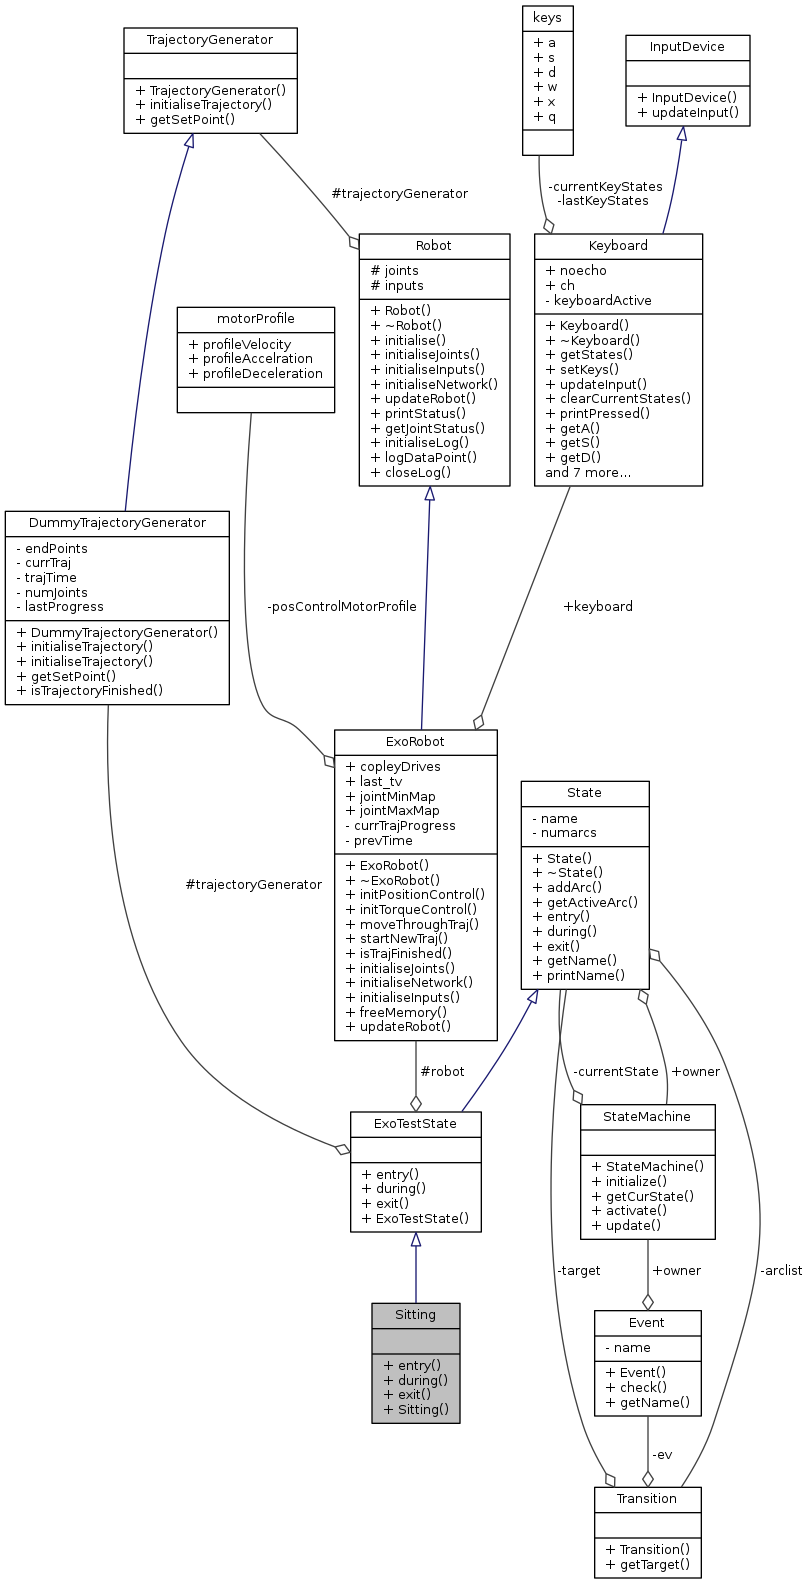 keys
+ a
+ s
+ d
+ w
+ x
+ q
TrajectoryGenerator
+ TrajectoryGenerator()
+ initialiseTrajectory()
+ getSetPoint()
InputDevice
+ InputDevice()
+ updateInput()
#trajectoryGenerator
-currentKeyStates
-lastKeyStates
Robot
# joints
# inputs
+ Robot()
+ ~Robot()
+ initialise()
+ initialiseJoints()
+ initialiseInputs()
+ initialiseNetwork()
+ updateRobot()
+ printStatus()
+ getJointStatus()
+ initialiseLog()
+ logDataPoint()
+ closeLog()
Keyboard
+ noecho
+ ch
- keyboardActive
+ Keyboard()
+ ~Keyboard()
+ getStates()
+ setKeys()
+ updateInput()
+ clearCurrentStates()
+ printPressed()
+ getA()
+ getS()
+ getD()
and 7 more...
motorProfile
+ profileVelocity
+ profileAccelration
+ profileDeceleration
DummyTrajectoryGenerator
- endPoints
- currTraj
- trajTime
- numJoints
- lastProgress
+ DummyTrajectoryGenerator()
+ initialiseTrajectory()
+ initialiseTrajectory()
+ getSetPoint()
+ isTrajectoryFinished()
-posControlMotorProfile
+keyboard
ExoRobot
+ copleyDrives
+ last_tv
+ jointMinMap
+ jointMaxMap
- currTrajProgress
- prevTime
+ ExoRobot()
+ ~ExoRobot()
+ initPositionControl()
+ initTorqueControl()
+ moveThroughTraj()
+ startNewTraj()
+ isTrajFinished()
+ initialiseJoints()
+ initialiseNetwork()
+ initialiseInputs()
+ freeMemory()
+ updateRobot()
#trajectoryGenerator
State
- name
- numarcs
+ State()
+ ~State()
+ addArc()
+ getActiveArc()
+ entry()
+ during()
+ exit()
+ getName()
+ printName()
#robot
-currentState
+owner
ExoTestState
+ entry()
+ during()
+ exit()
+ ExoTestState()
StateMachine
+ StateMachine()
+ initialize()
+ getCurState()
+ activate()
+ update()
-target
+owner
-arclist
Sitting
+ entry()
+ during()
+ exit()
+ Sitting()
Event
- name
+ Event()
+ check()
+ getName()
-ev
Transition
+ Transition()
+ getTarget()